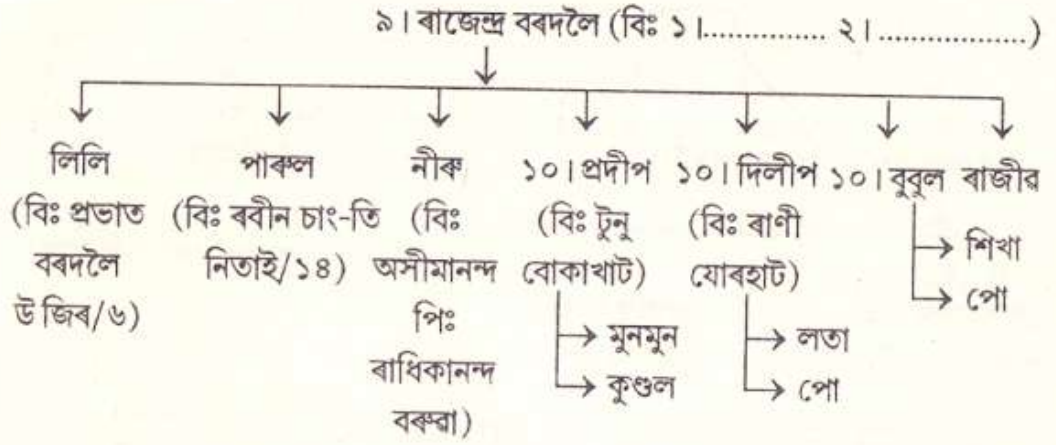 ৯। ৰাজেন্দ্ৰ বৰদলৈ (বিঃ ১।.............. ২। ..................)
লিলি পাৰুল নীৰু ১০। প্ৰদীপ ১০। দিলীপ ১০। বুবুল ৰাজীৱ
(বিঃ প্ৰভাত (বিঃ ৰবীন চাং-তি (বিঃ (বিঃ টুনু (বিঃ ৰাণী
বৰদলৈ নিতাই/১৪) অসীমানন্দ বোকাখাট) যোৰহাট) শিখা
উজিৰ/৬) পিঃ পো
ৰাধিকানন্দ মুনমুন লতা
বৰুৱা) কুণ্ডল পো